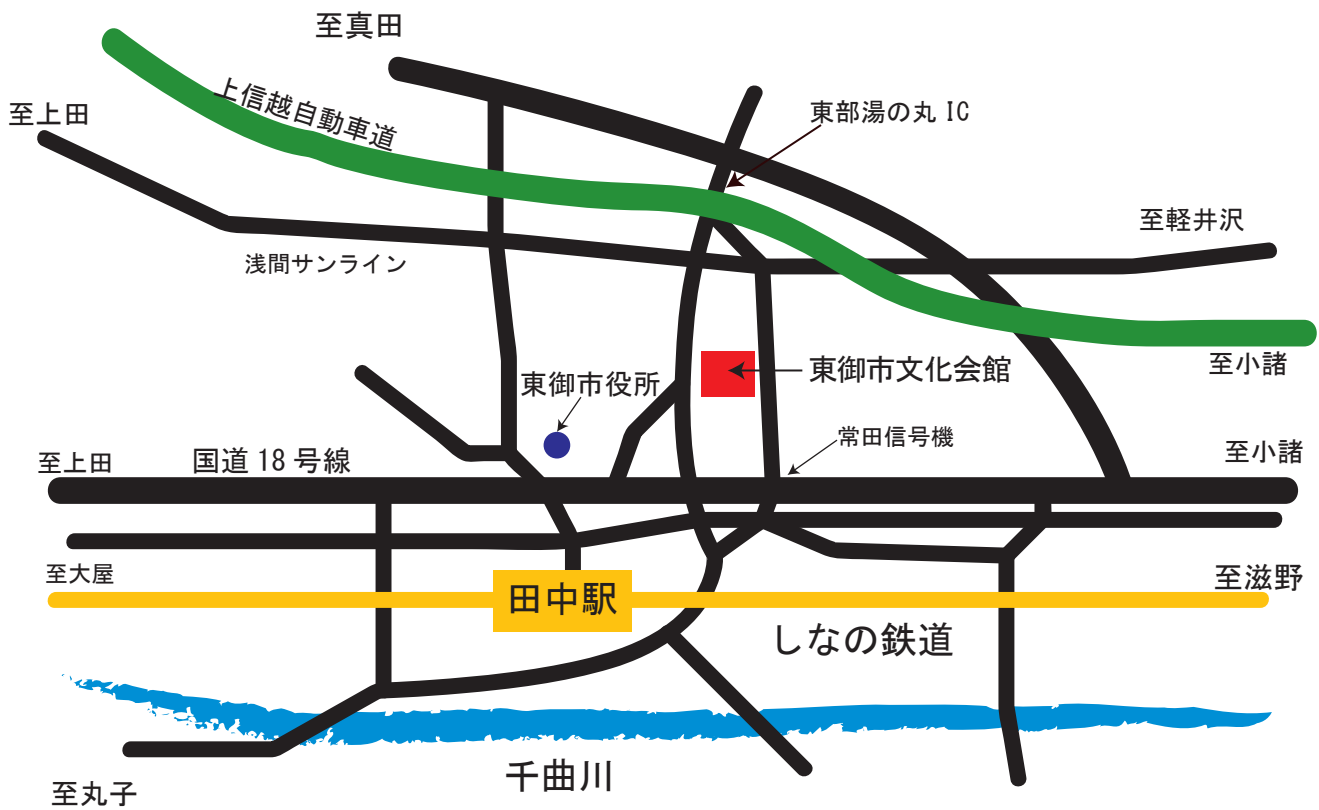 至真田
上信越自動車道
至上田
東部湯の丸 IC
至軽井沢
浅間サンライン
至小諸
東御市文化会館
東御市役所
常田信号機
至上田
国道 18 号線
至小諸
至大屋
田中駅
至滋野
しなの鉄道
千曲川
至丸子